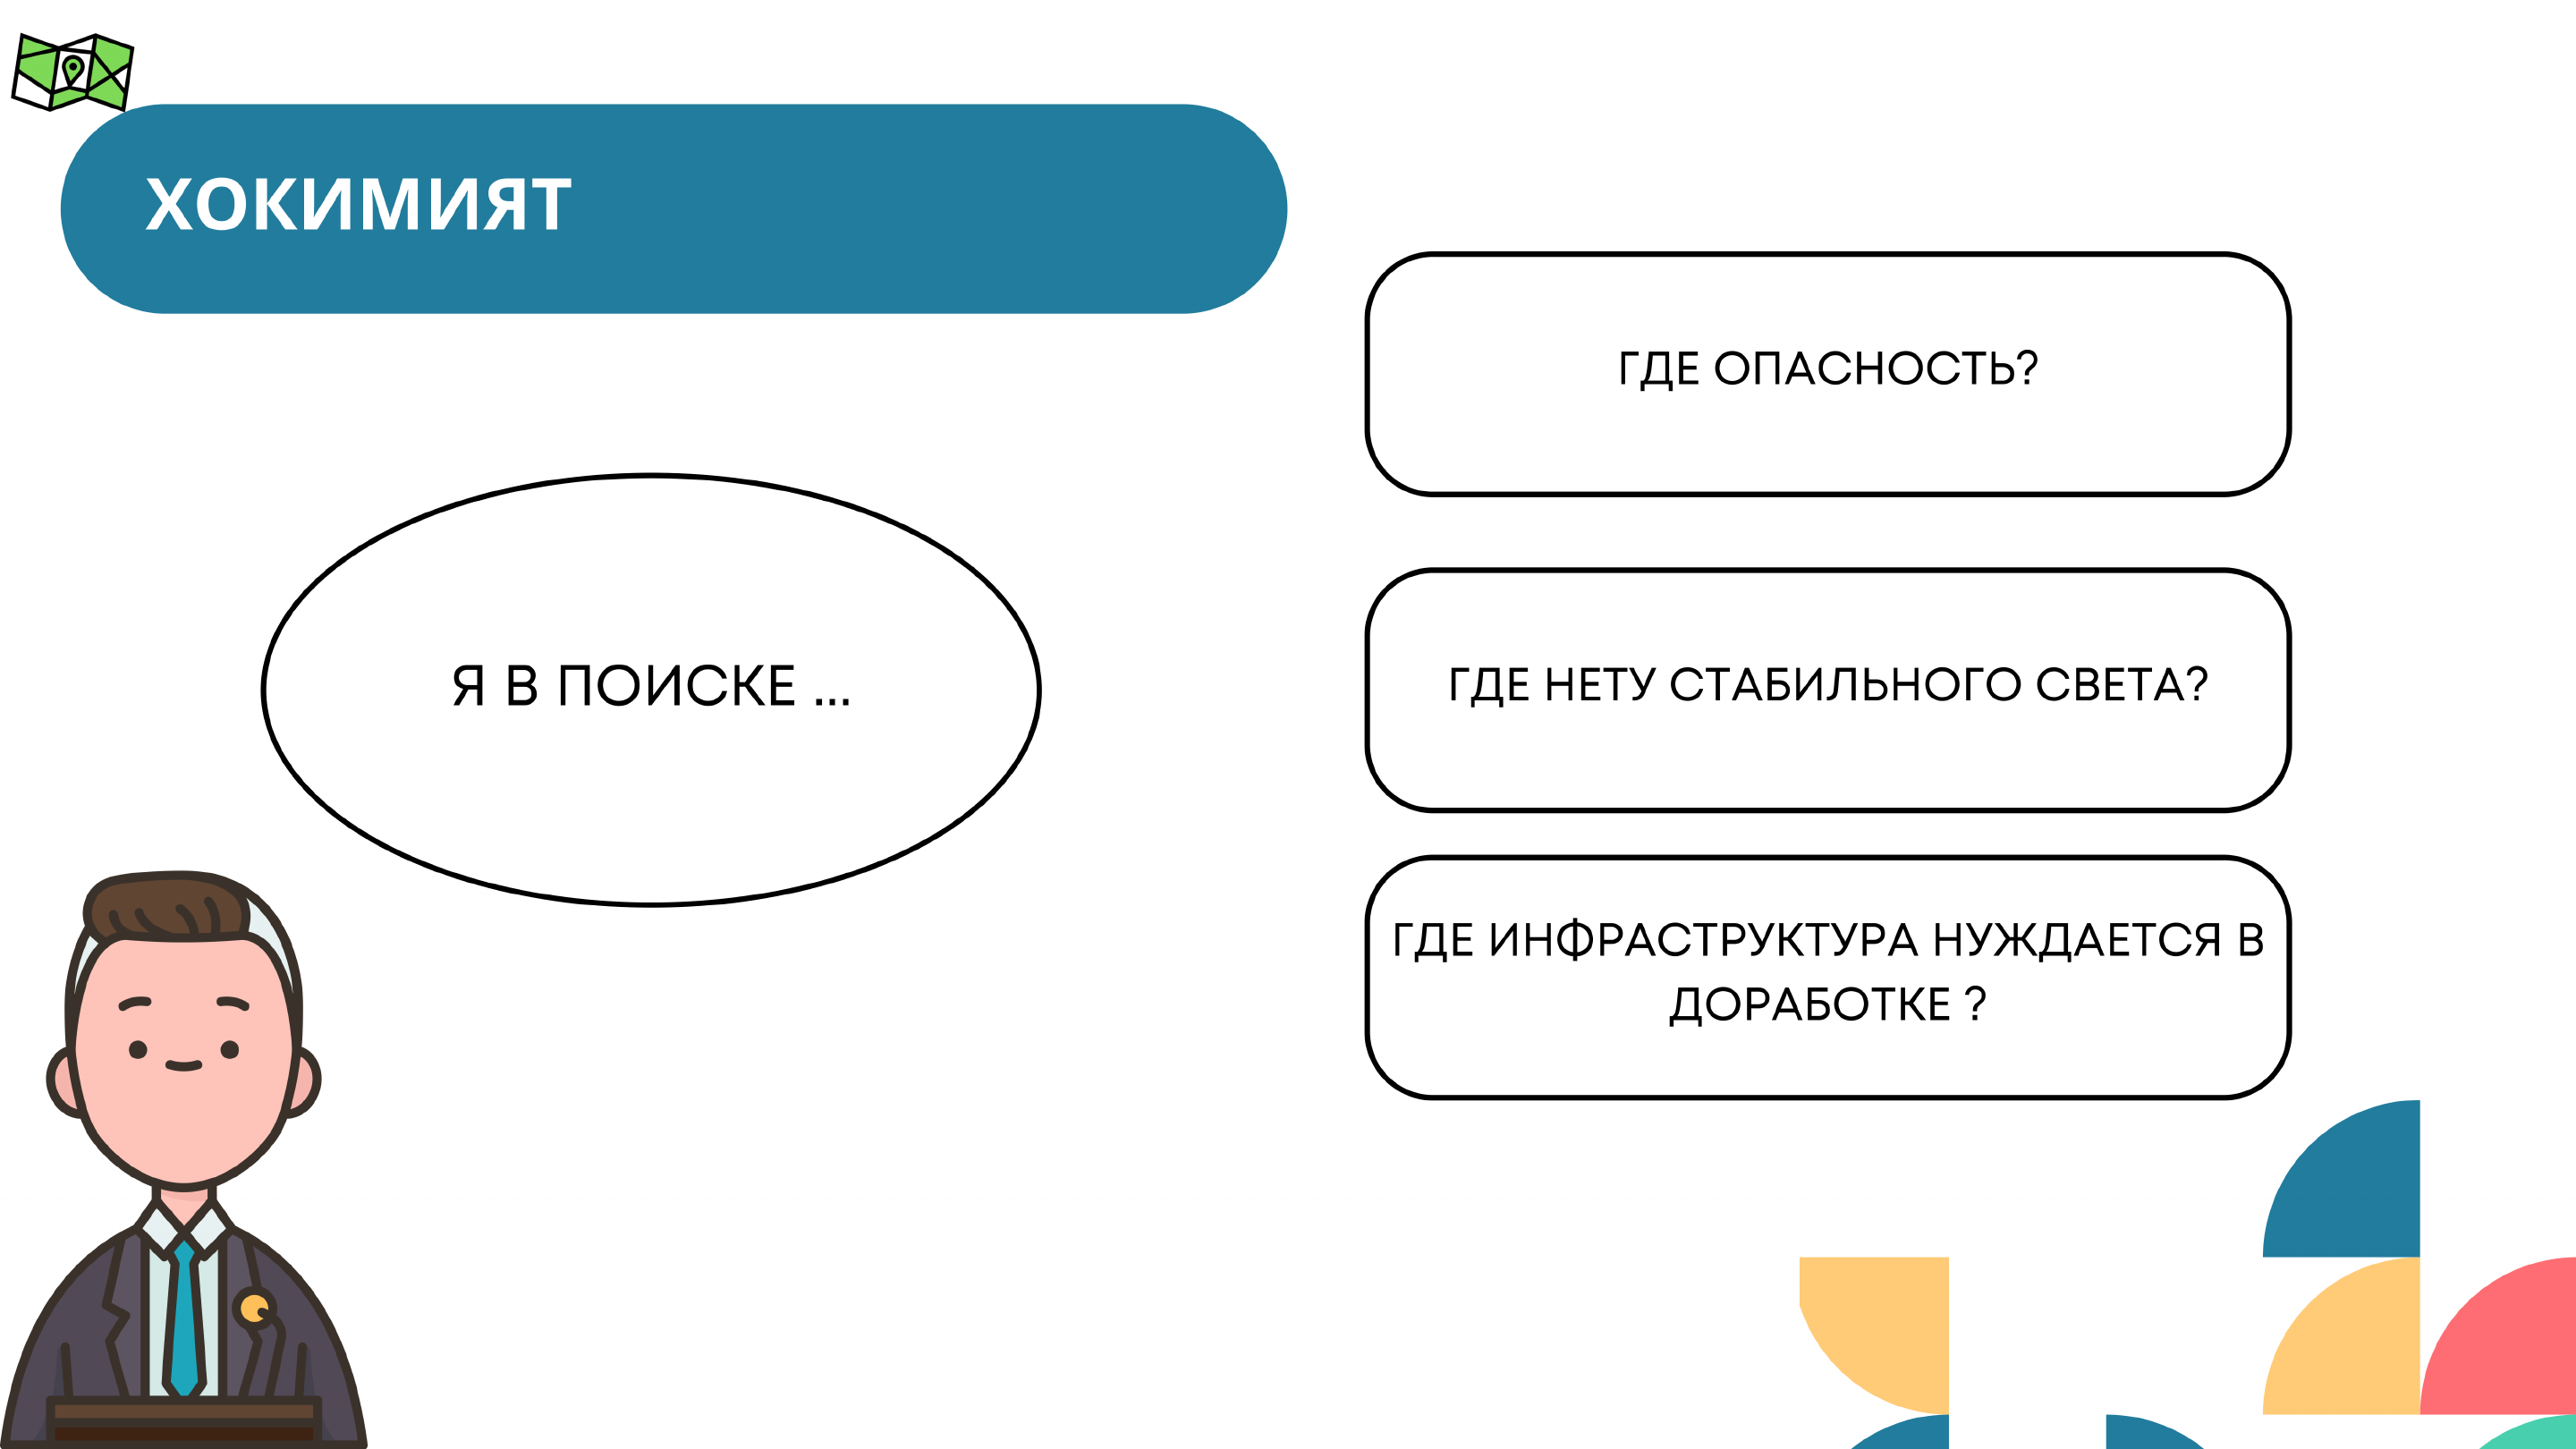 ХОКИМИЯТ
Я В ПОИСКЕ ...
ГДЕ ОПАСНОСТЬ?
ГДЕ НЕТУ СТАБИЛЬНОГО СВЕТА?
ГДЕ ИНФРАСТРУКТУРА НУЖДАЕТСЯ В
ДОРАБОТКЕ ?